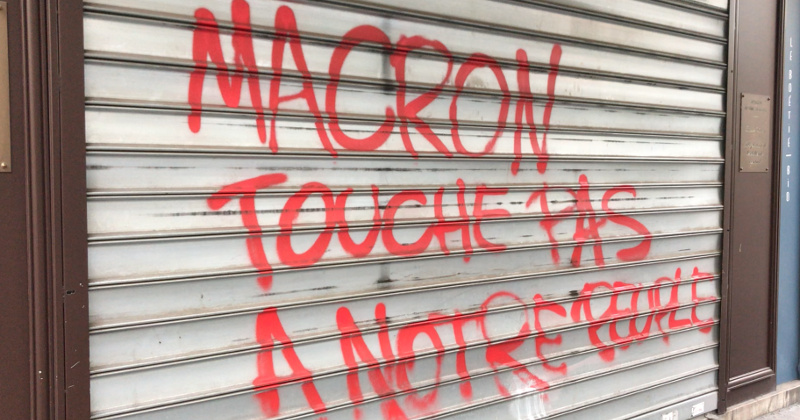 MACRON
TOUCHE PAS
A NOTRE PEUPLE